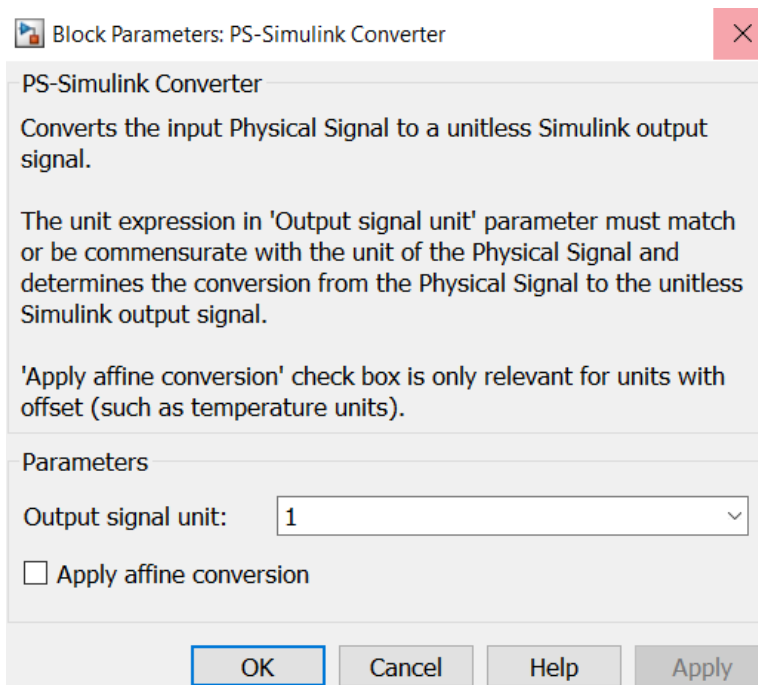 Block Parameters: PS-Simulink Converter
PS-Simulink Converter
Converts the input Physical Signal to a unitless Simulink output
signal.
The unit expression in 'Output signal unit' parameter must match
or be commensurate with the unit of the Physical Signal and
determines the conversion from the Physical Signal to the unitless
Simulink output signal.
'Apply affine conversion' check box is only relevant for units with
offset (such as temperature units).
Parameters
Output signal unit: 1
Apply affine conversion
OK Cancel Help Apply